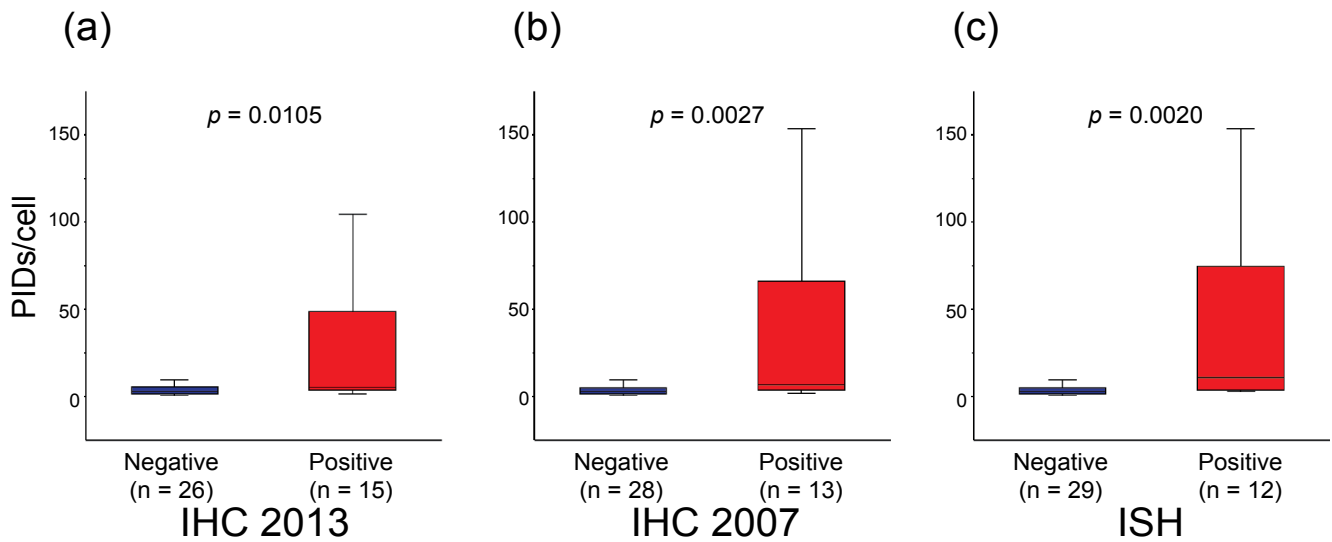 (a)
(b)
(c)
p = 0.0105
p = 0.0027
p = 0.0020
PIDs/cell
150
100
50
0
150
100
50
0
150
100
50
0
Negative
(n = 26)
Positive
(n = 15)
IHC 2013
Negative
(n = 28)
Positive
(n = 13)
IHC 2007
Negative
(n = 29)
Positive
(n = 12)
ISH